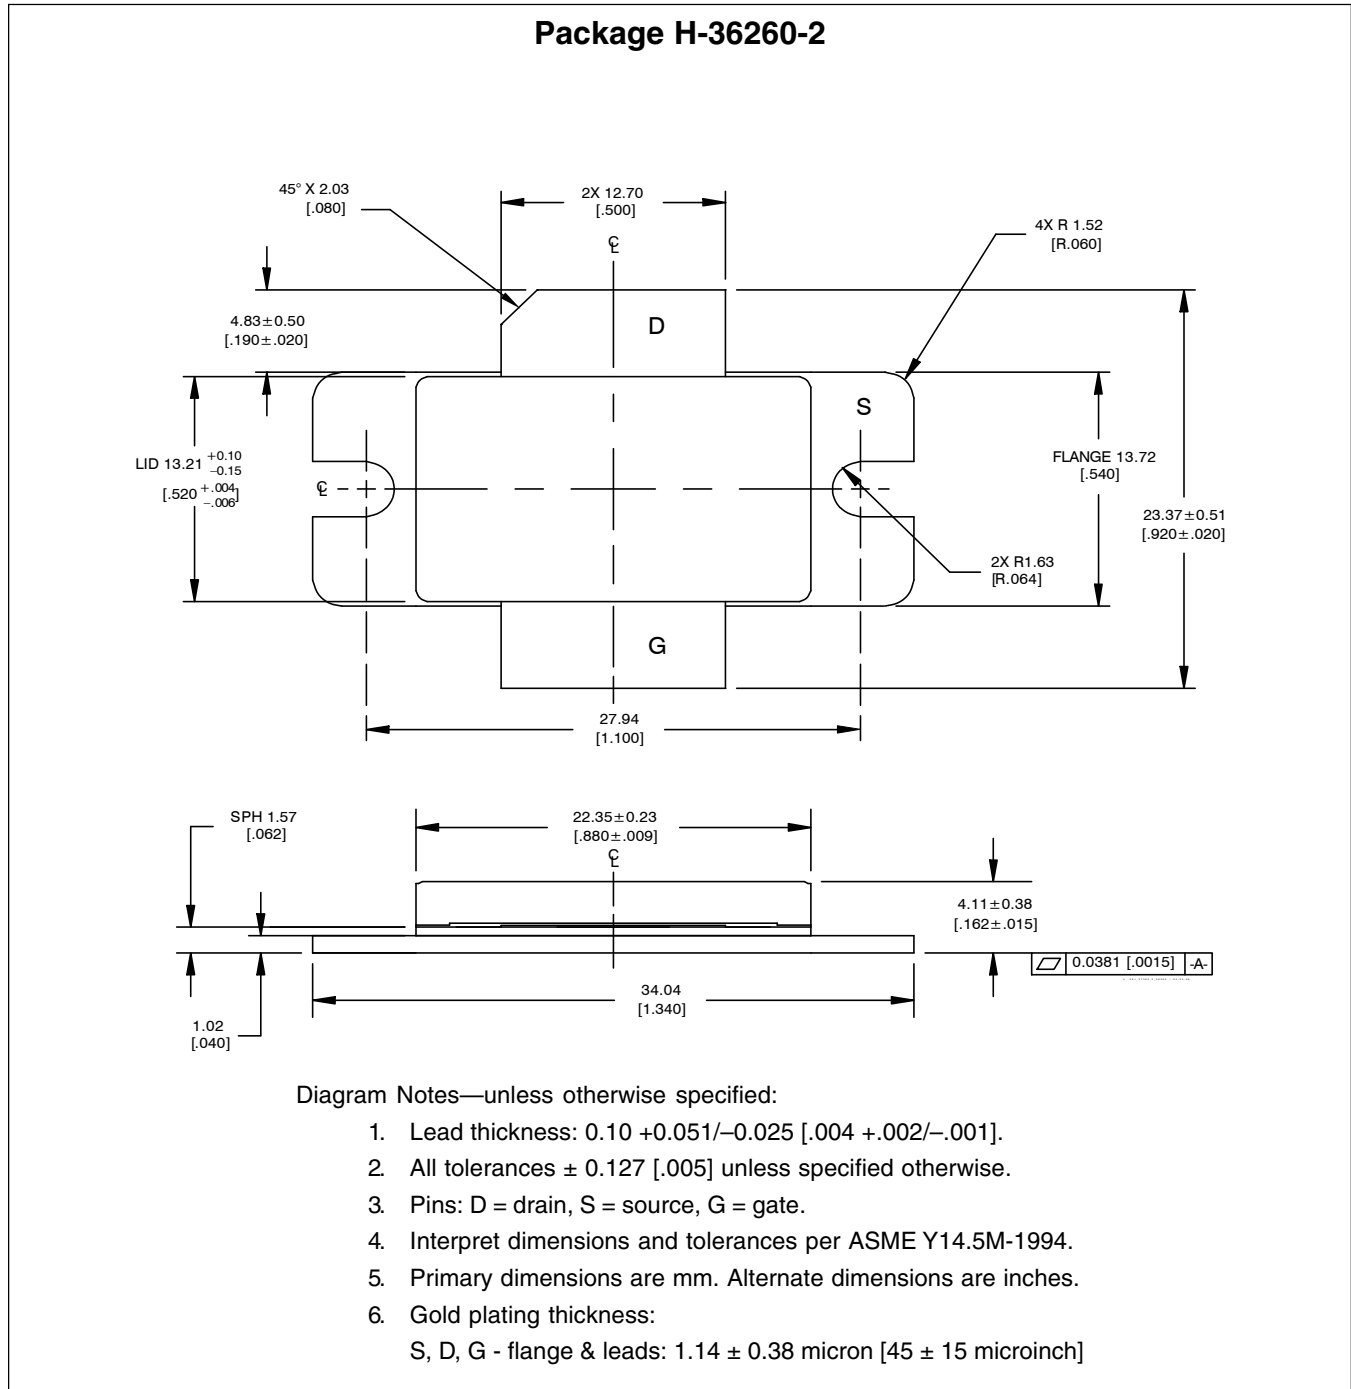 Package H-36260-2
45° X 2.03
[.080]
2X 12.70
[.500]
4X R 1.52
[R.060]
℄
4.83±0.50
[.190±.020]
D
S
LID 13.21 +0.10
–0.15
[.520 +.004
–.006]
℄
FLANGE 13.72
[.540]
23.37±0.51
[.920±.020]
2X R1.63
[R.064]
G
27.94
[1.100]
SPH 1.57
[.062]
22.35±0.23
[.880±.009]
℄
4.11±0.38
[.162±.015]
0.0381 [.0015] -A-
34.04
[1.340]
1.02
[.040]
Diagram Notes—unless otherwise specified:
1. Lead thickness: 0.10 +0.051/–0.025 [.004 +.002/–.001].
2. All tolerances ± 0.127 [.005] unless specified otherwise.
3. Pins: D = drain, S = source, G = gate.
4. Interpret dimensions and tolerances per ASME Y14.5M-1994.
5. Primary dimensions are mm. Alternate dimensions are inches.
6. Gold plating thickness:
S, D, G - flange & leads: 1.14 ± 0.38 micron [45 ± 15 microinch]